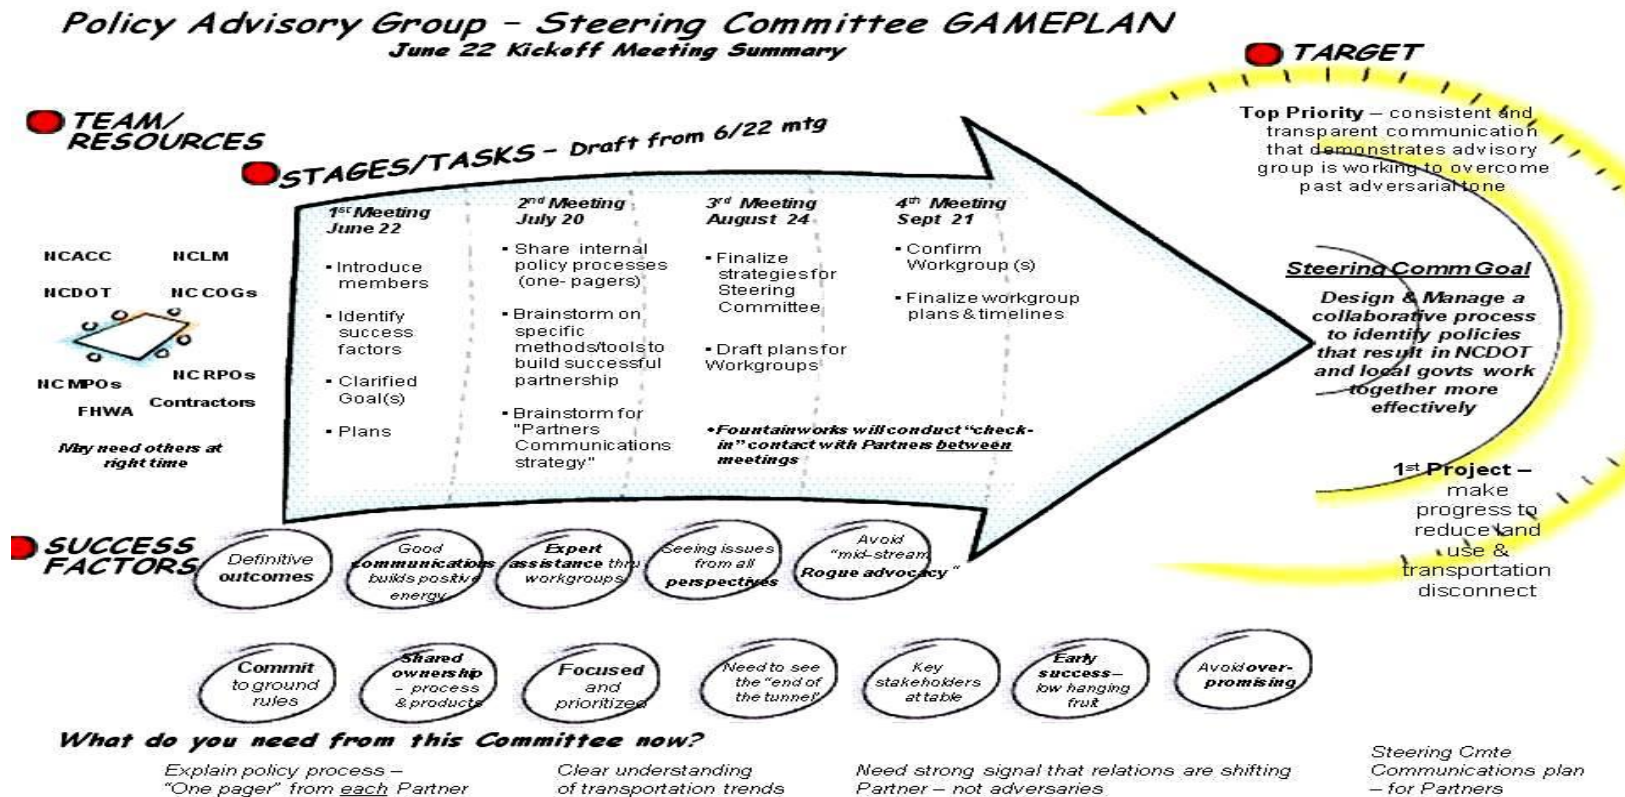 Policy Advisory Group – Steering Committee GAMEPLAN
June 22 Kickoff Meeting Summary
TARGET
Top Priority – consistent and
transparent communication
that demonstrates advisory
group is working to overcome
past adversarial tone
Steering Comm Goal
Design & Manage a
collaborative process
to identify policies
that result in NCDOT
and local govts work
together more
effectively
1st Project –
make
progress to
reduce land
use &
transportation
disconnect
TEAM/
RESOURCES
NCACC NCLM
NCDOT NC COGs
NC MPOs NC RPOs
FHWA Contractors
May need others at
right time
STAGES/TASKS – Draft from 6/22 mtg
1st Meeting
June 22
▪ Introduce
members
▪ Identify
success
factors
▪ Clarified
Goal(s)
▪ Plans
2nd Meeting
July 20
▪ Share internal
policy processes
(one- pagers)
▪ Brainstorm on
specific
methods/tools to
build successful
partnership
▪ Brainstorm for
"Partners
Communications
strategy"
3rd Meeting
August 24
▪ Finalize
strategies for
Steering
Committee
▪ Draft plans for
Workgroups
4th Meeting
Sept 21
▪ Confirm
Workgroup (s)
▪ Finalize workgroup
plans & timelines
▪ Fountainworks will conduct "check-
in" contact with Partners between
meetings
SUCCESS
FACTORS
Definitive
outcomes
Good
communications
builds positive
energy
Expert
assistance thru
workgroups
Seeing issues
from all
perspectives
Avoid
"mid-stream
Rogue advocacy "
Commit
to ground
rules
Shared
ownership
– process
& products
Focused
and
prioritized
Need to see
the "end of
the tunnel"
Key
stakeholders
at table
Early
success –
low hanging
fruit
Avoid over-
promising
What do you need from this Committee now?
Explain policy process –
"One pager" from each Partner
Clear understanding
of transportation trends
Need strong signal that relations are shifting
Partner – not adversaries
Steering Cmte
Communications plan
– for Partners